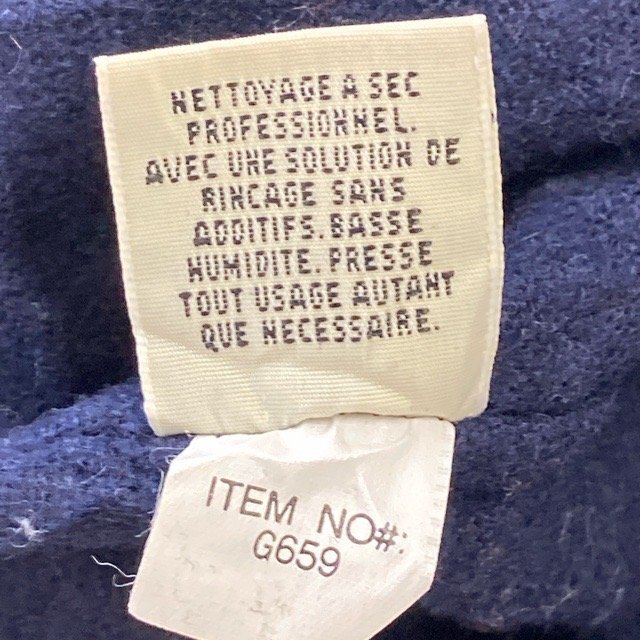 NETTOYAGE A SEC
PROFESSIONNEL.
AVEC UNE SOLUTION DE
RINCAGE SANS
ADDITIFS. BASSE
HUMIDITE. PRESSE
TOUT USAGE AUTANT
QUE NECESSAIRE.
ITEM NO#:
G659